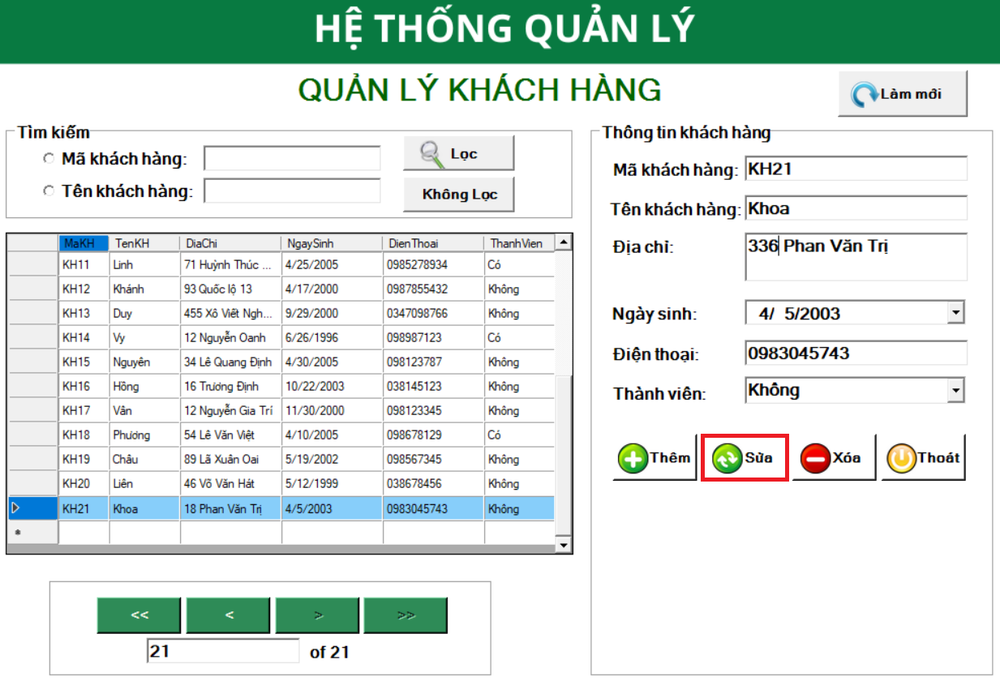 HỆ THỐNG QUẢN LÝ
QUẢN LÝ KHÁCH HÀNG
Làm mới
Tìm kiếm
Mã khách hàng:
Lọc
Tên khách hàng:
Không Lọc
MaKH TenKH DiaChi NgaySinh DienThoai ThanhVien
KH11 Linh 71 Huỳnh Thúc ... 4/25/2005 0985278934 Có
KH12 Khánh 93 Quốc lộ 13 4/17/2000 0987855432 Không
KH13 Duy 455 Xô Viết Ngh... 9/29/2000 0347098766 Không
KH14 Vy 12 Nguyễn Oanh 6/26/1996 098987123 Có
KH15 Nguyên 34 Lê Quang Định 4/30/2005 098123787 Không
KH16 Hồng 16 Trương Định 10/22/2003 038145123 Không
KH17 Vân 12 Nguyễn Gia Trí 11/30/2000 098123345 Không
KH18 Phương 54 Lê Văn Việt 4/10/2005 098678129 Có
KH19 Châu 89 Lã Xuân Oai 5/19/2002 098567345 Không
KH20 Liên 46 Võ Văn Hát 5/12/1999 038678456 Không
KH21 Khoa 18 Phan Văn Trị 4/5/2003 0983045743 Không
<< < > >>
21 of 21
Thông tin khách hàng
Mã khách hàng: KH21
Tên khách hàng: Khoa
Địa chỉ: 336 Phan Văn Trị
Ngày sinh: 4/ 5/2003
Điện thoại: 0983045743
Thành viên: Không
Thêm Sửa Xóa Thoát